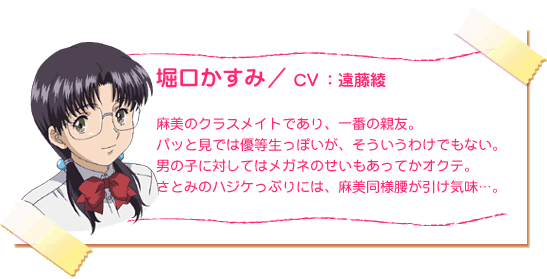 堀口かすみ／ CV：遠藤綾
麻美のクラスメイトであり、一番の親友。
パッと見では優等生っぽいが、そういうわけでもない。
男の子に対してはメガネのせいもあってかオクテ。
さとみのハジケっぷりには、麻美同様腰が引け気味…。